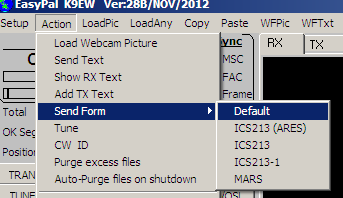 EasyPal K9EW Ver:28B/NOV/2012
Setup Action LoadPic LoadAny Copy Paste WFPic WFTxt
Load Webcam Picture
Send Text
Show RX Text
Add TX Text
Send Form
Tune
CW ID
Purge excess files
Auto-Purge files on shutdown
Default
ICS213 (ARES)
ICS213
ICS213-1
MARS
MSC
FAC
Frame
RX TX
Total
OK Seg
Position
TRAN